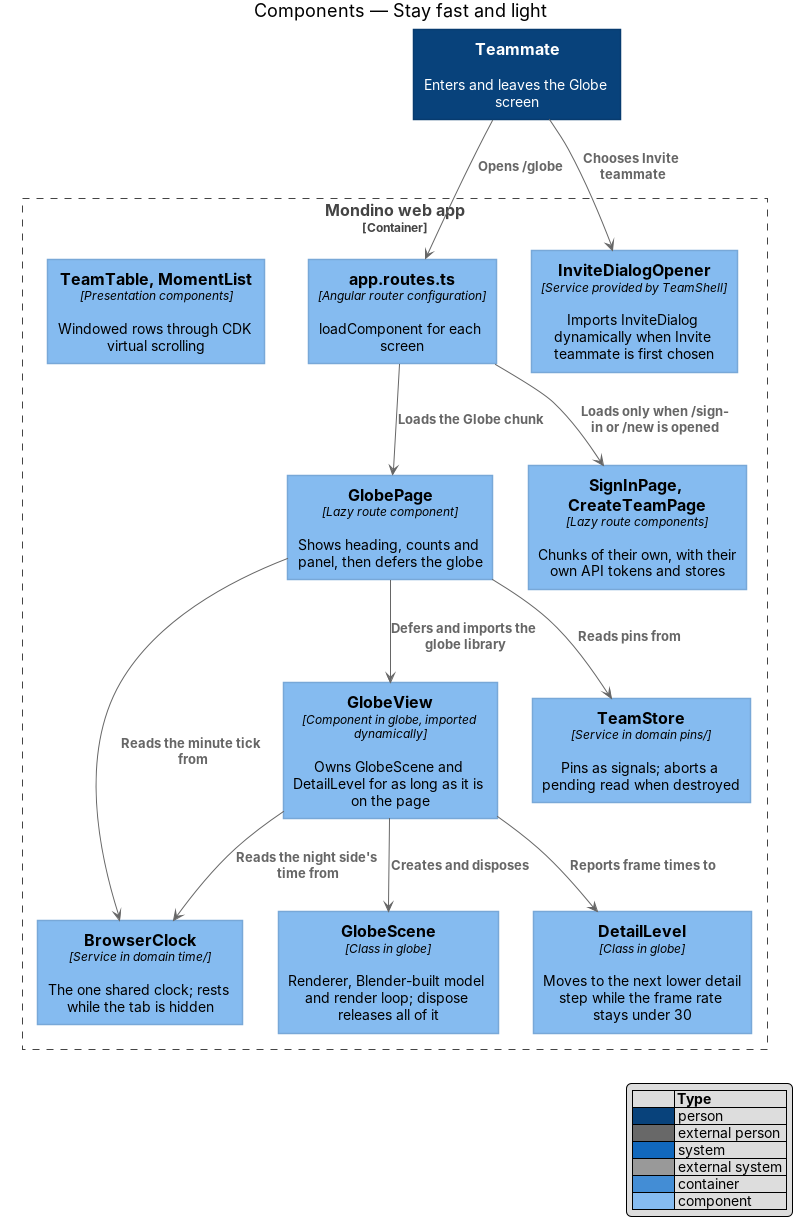 Components — Stay fast and light
Teammate
Enters and leaves the Globe
screen
Opens /globe
Chooses Invite
teammate
Mondino web app
[Container]
TeamTable, MomentList
[Presentation components]
Windowed rows through CDK
virtual scrolling
app.routes.ts
[Angular router configuration]
loadComponent for each
screen
InviteDialogOpener
[Service provided by TeamShell]
Imports InviteDialog
dynamically when Invite
teammate is first chosen
Loads the Globe chunk
Loads only when /sign-
in or /new is opened
GlobePage
[Lazy route component]
Shows heading, counts and
panel, then defers the globe
SignInPage,
CreateTeamPage
[Lazy route components]
Chunks of their own, with their
own API tokens and stores
Defers and imports the
globe library
Reads pins from
GlobeView
[Component in globe, imported
dynamically]
Owns GlobeScene and
DetailLevel for as long as it is
on the page
TeamStore
[Service in domain pins/]
Pins as signals; aborts a
pending read when destroyed
Reads the minute tick
from
Reads the night side's
time from
Creates and disposes
Reports frame times to
BrowserClock
[Service in domain time/]
The one shared clock; rests
while the tab is hidden
GlobeScene
[Class in globe]
Renderer, Blender-built model
and render loop; dispose
releases all of it
DetailLevel
[Class in globe]
Moves to the next lower detail
step while the frame rate
stays under 30
Type
person
external person
system
external system
container
component